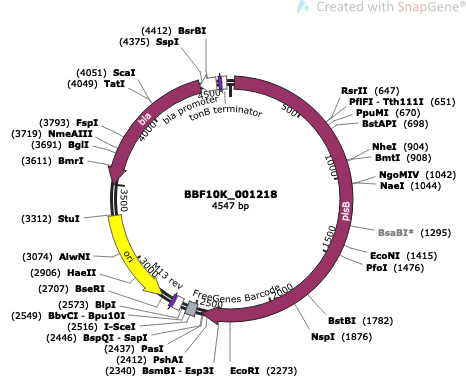 Created with SnapGene®
(4412) BsrBI
(4375) SspI
(4051) ScaI
(4049) TatI
(3793) FspI
(3719) NmeAIII
(3691) BglI
(3611) BmrI
(3312) StuI
(3074) AlwNI
(2906) HaeII
(2707) BseRI
(2573) BlpI
(2549) BbvCI - Bpu10I
(2516) I-SceI
(2446) BspQI - SapI
(2437) PasI
(2412) PshAI
(2340) BsmBI - Esp3I
EcoRI (2273)
NspI (1876)
BstBI (1782)
PfoI (1476)
EcoNI (1415)
BsaBI* (1295)
NaeI (1044)
NgoMIV (1042)
BmtI (908)
NheI (904)
BstAPI (698)
PpuMI (670)
PflFI - Tth111I (651)
RsrII (647)
bla
bla promoter
tonB terminator
plsB
FreeGenes Barcode
M13 rev
ori
500
1000
1500
2000
2500
3000
3500
4000
4500
BBF10K_001218
4547 bp